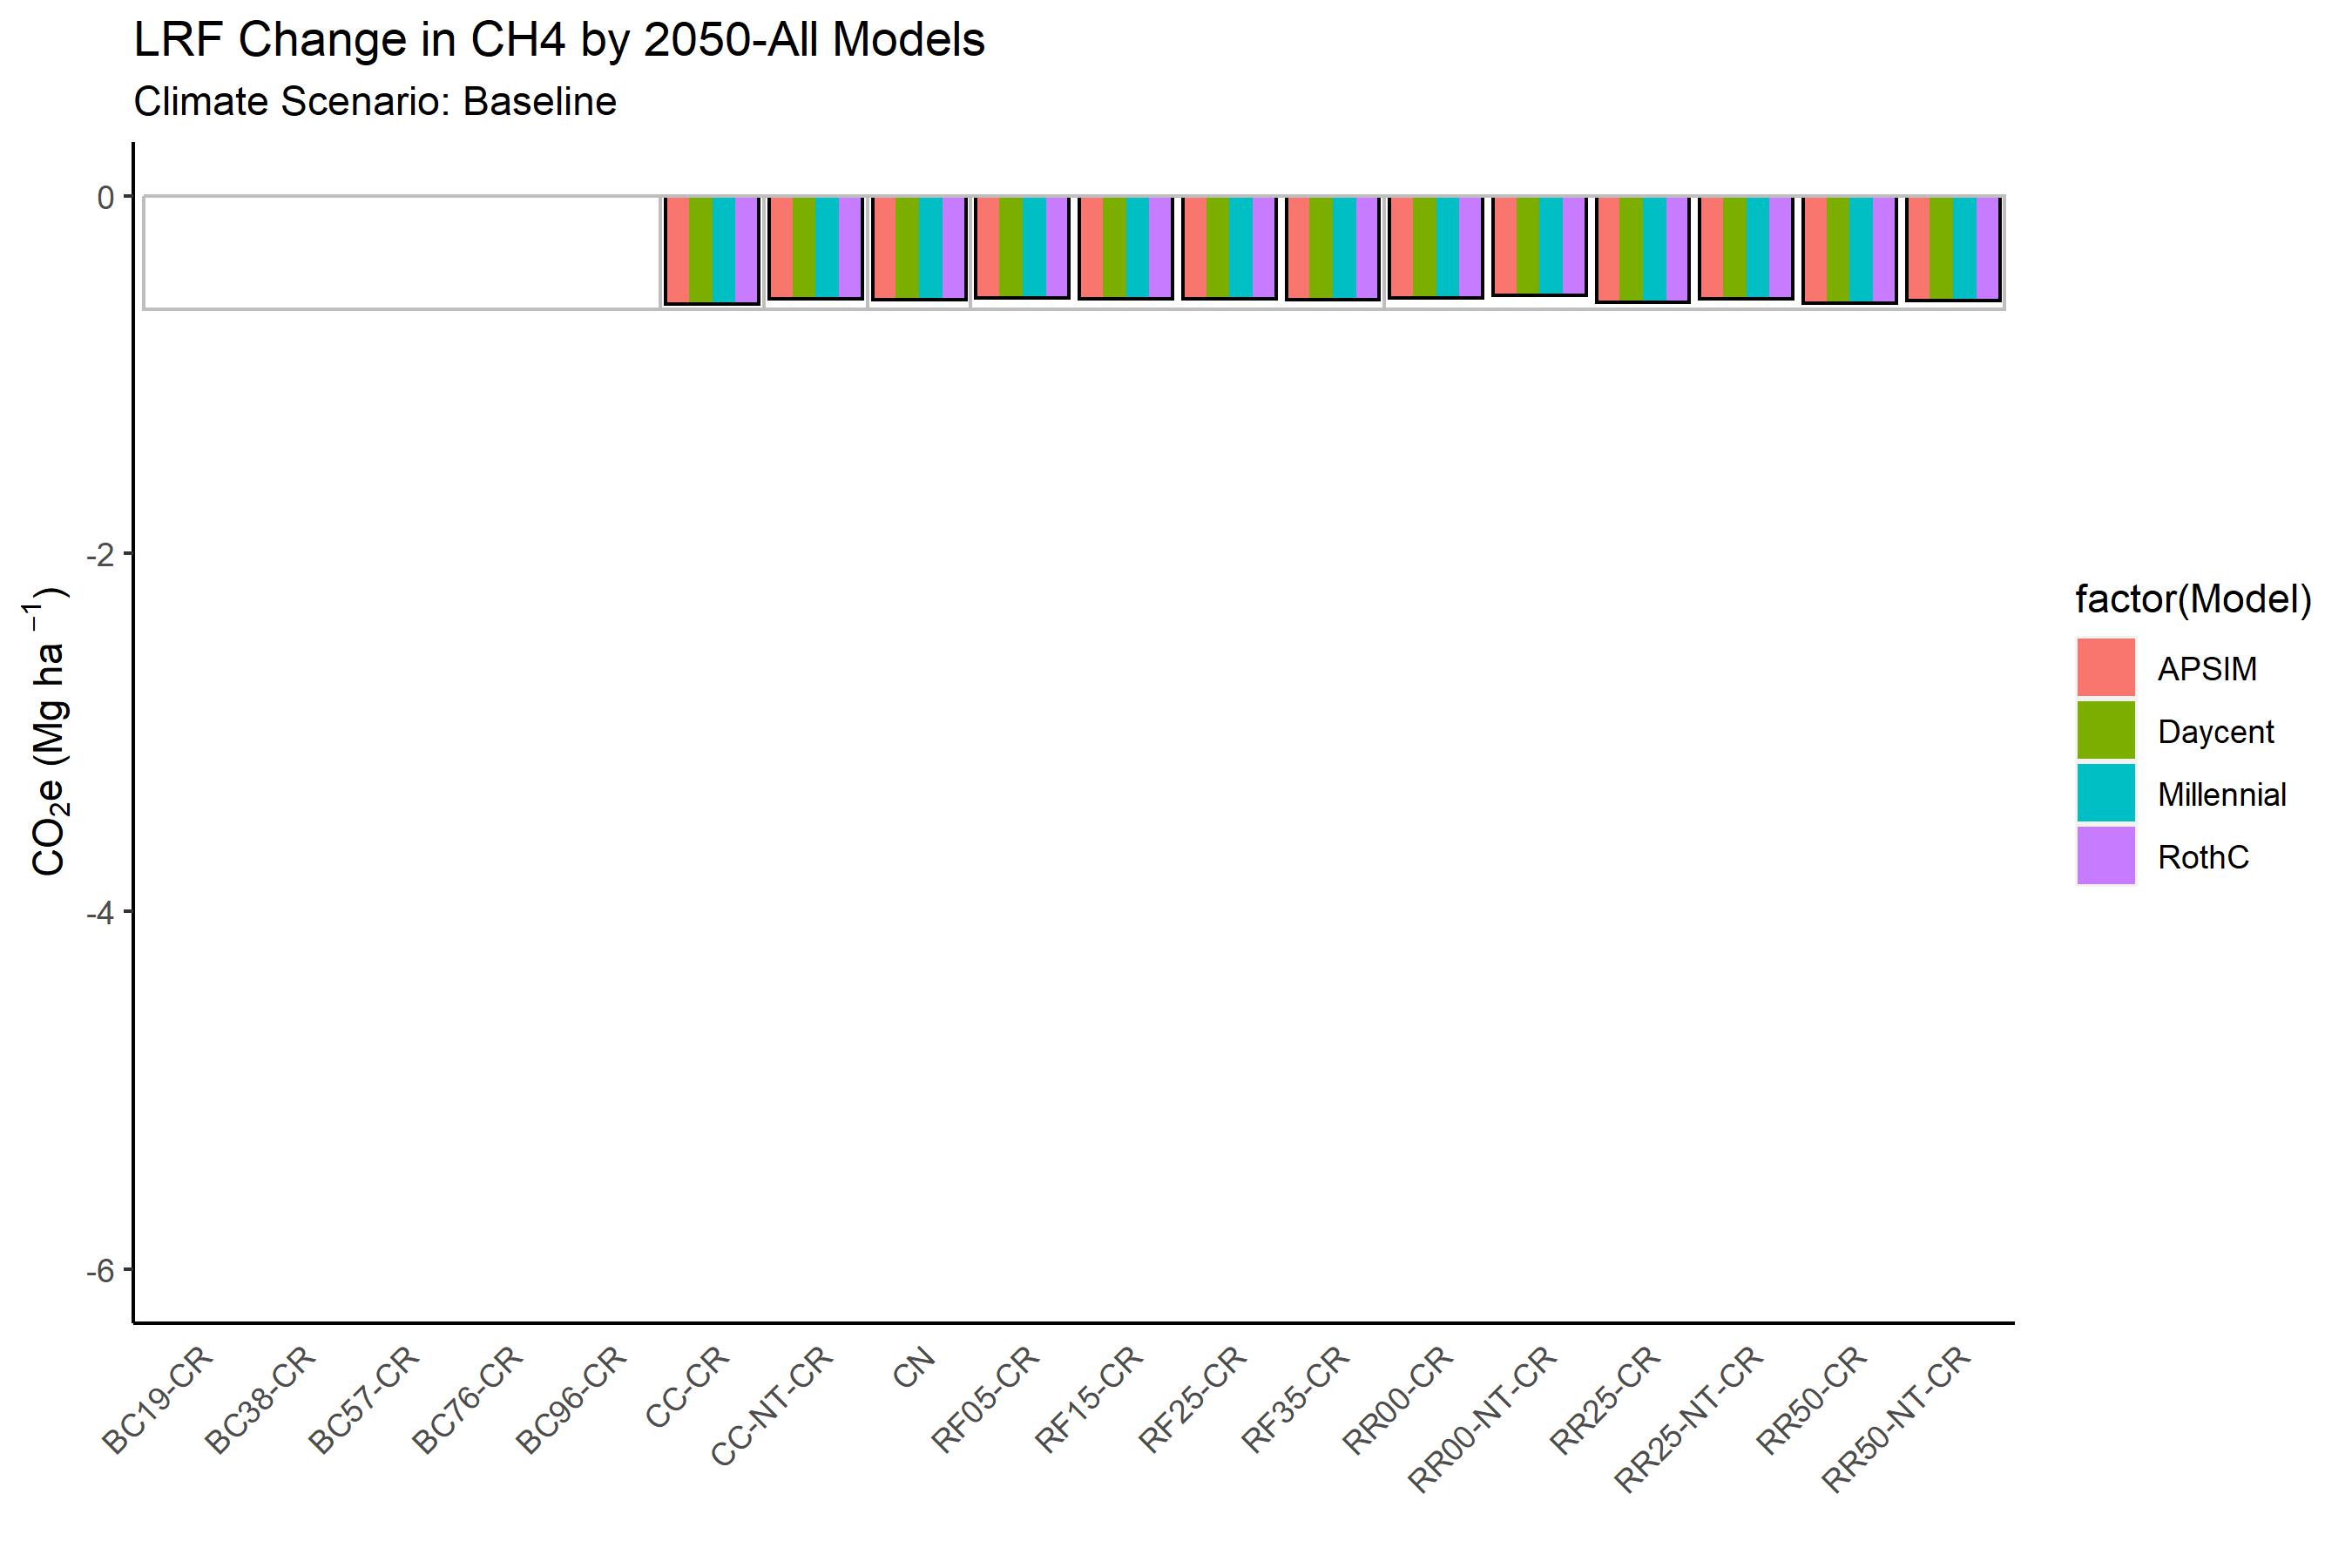 LRF Change in CH4 by 2050-All Models
Climate Scenario: Baseline
0
-2
-4
-6
CO₂e (Mg ha ⁻¹)
BC19-CR
BC38-CR
BC57-CR
BC76-CR
BC96-CR
CC-CR
CC-NT-CR
CN
RF05-CR
RF15-CR
RF25-CR
RF35-CR
RR00-CR
RR00-NT-CR
RR25-CR
RR25-NT-CR
RR50-CR
RR50-NT-CR
factor(Model)
APSIM
Daycent
Millennial
RothC